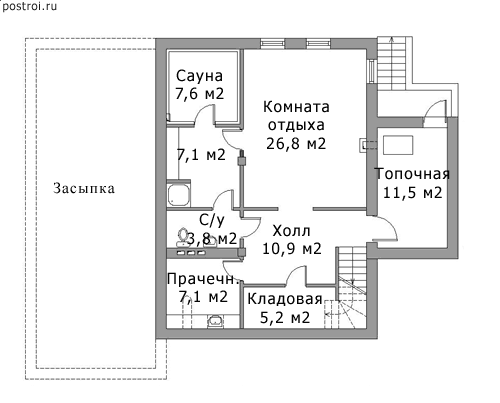 postroi.ru
Сауна
7,6 м2
Комната
отдыха
26,8 м2
7,1 м2
Топочная
11,5 м2
Засыпка
С/у
3,8 м2
Холл
10,9 м2
Прачечн.
7,1 м2
Кладовая
5,2 м2